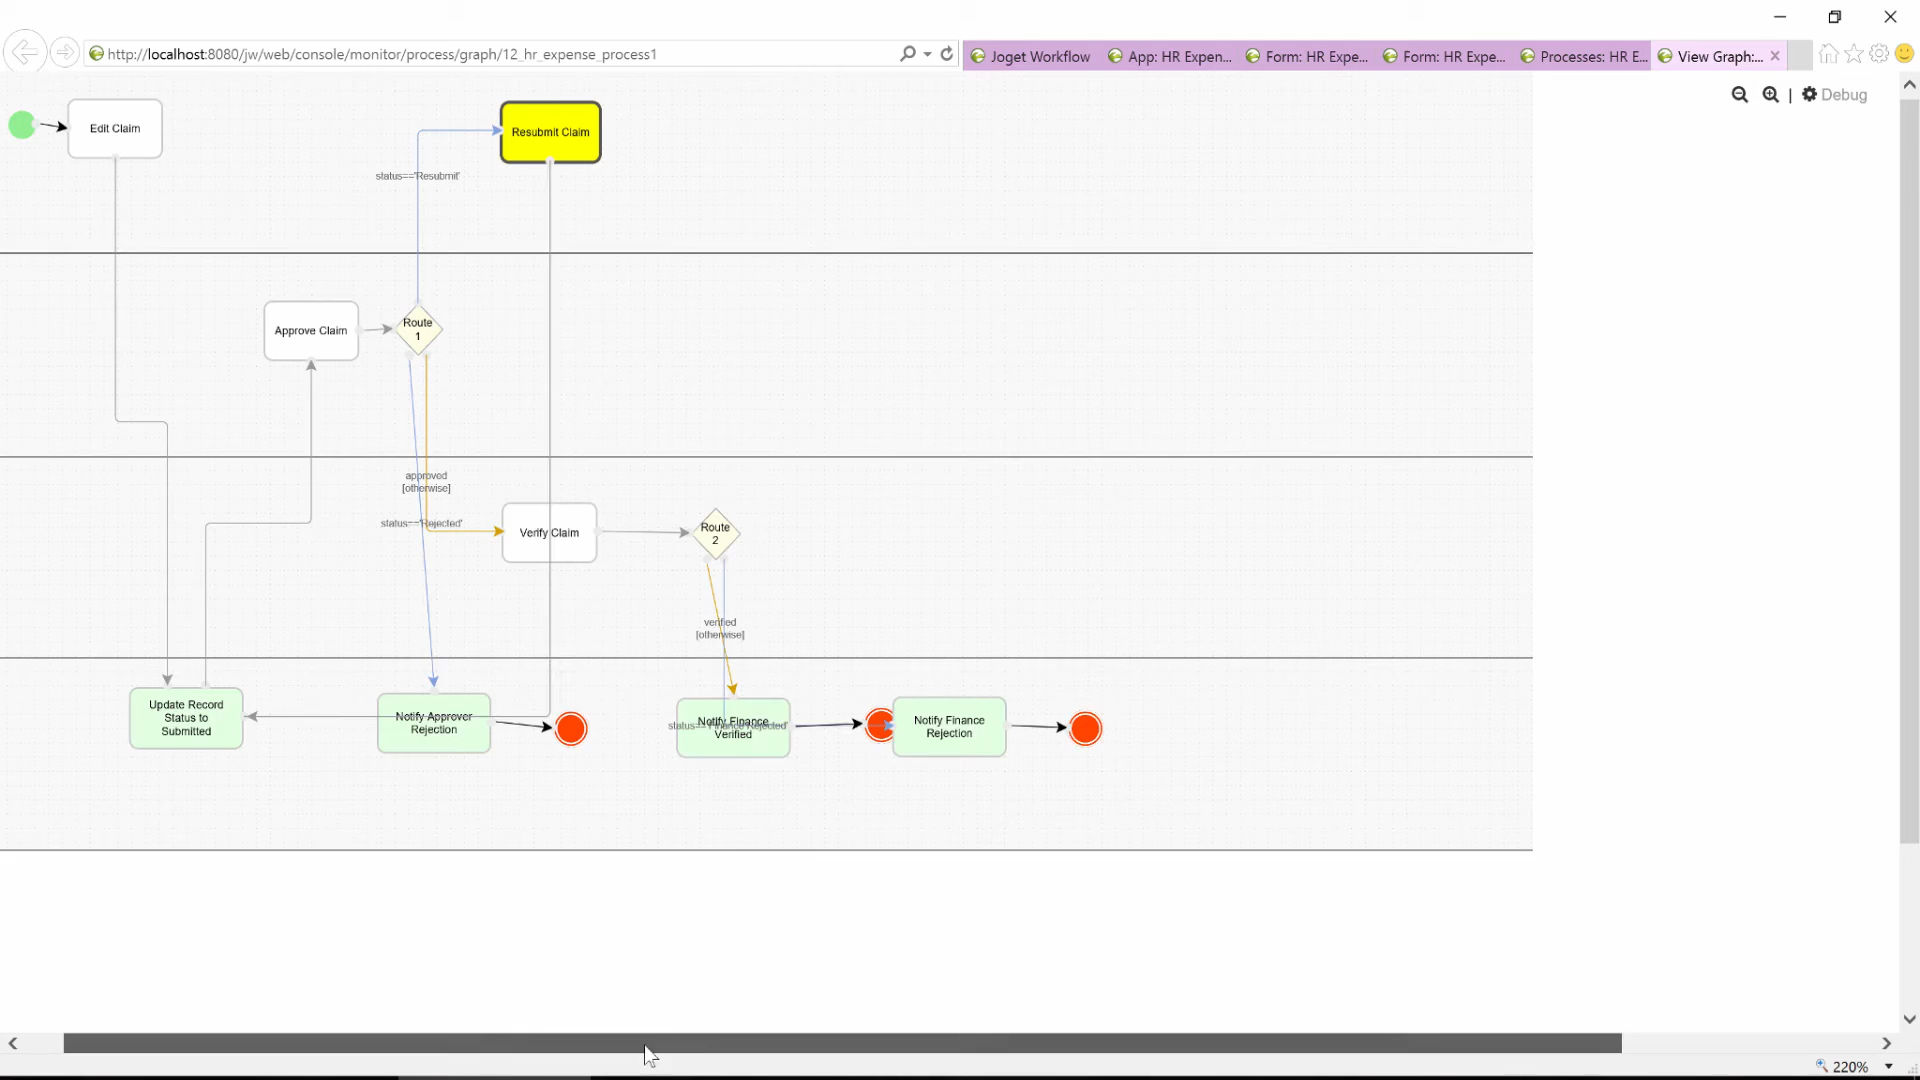 http://localhost:8080/jw/web/console/monitor/process/graph/12_hr_expense_process1
Joget Workflow
App: HR Expen...
Form: HR Expe...
Form: HR Expe...
Processes: HR E...
View Graph:...
Debug
Edit Claim
Resubmit Claim
status=='Resubmit'
Approve Claim
Route
1
approved
[otherwise]
status=='Rejected'
Verify Claim
Route
2
verified
[otherwise]
Update Record
Status to
Submitted
Notify Approver
Rejection
Notify Finance
Verified
status=='Finance Rejected'
Notify Finance
Rejection
220%